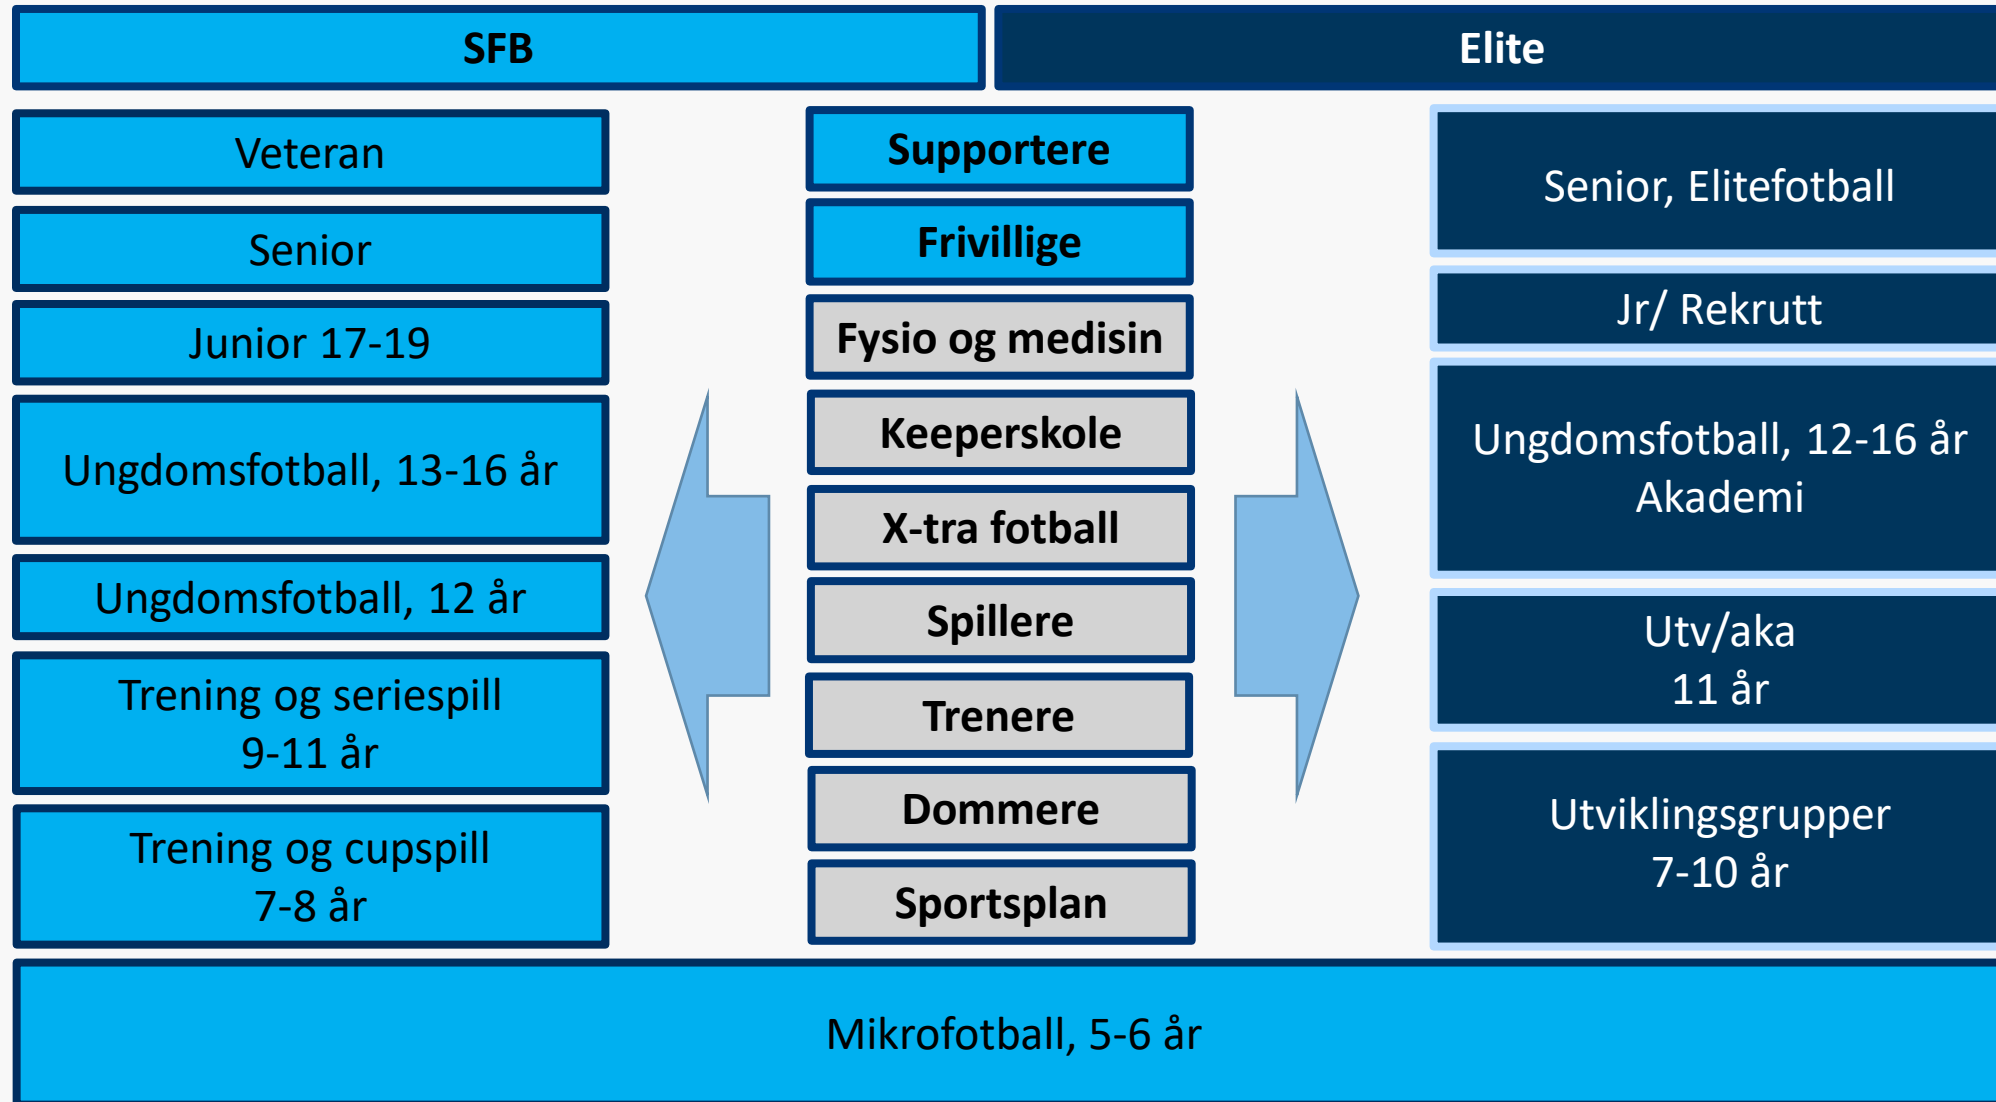 SFB
Elite
Veteran
Senior
Junior 17-19
Ungdomsfotball, 13-16 år
Ungdomsfotball, 12 år
Trening og seriespill
9-11 år
Trening og cupspill
7-8 år
Supportere
Frivillige
Fysio og medisin
Keeperskole
X-tra fotball
Spillere
Trenere
Dommere
Sportsplan
Senior, Elitefotball
Jr/ Rekrutt
Ungdomsfotball, 12-16 år
Akademi
Utv/aka
11 år
Utviklingsgrupper
7-10 år
Mikrofotball, 5-6 år